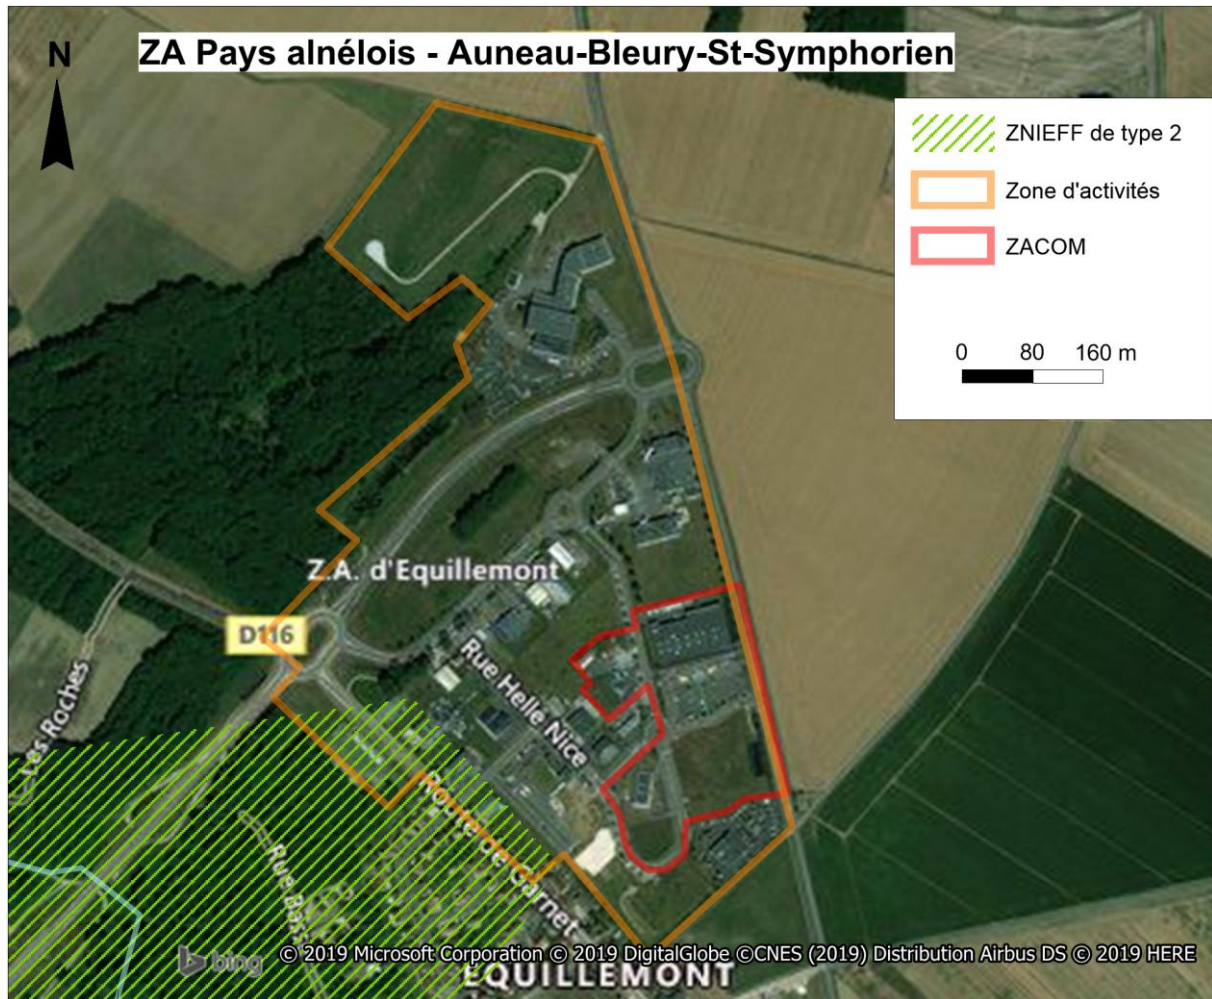 ZA Pays alnélois - Auneau-Bleury-St-Symphorien
N
ZNIEFF de type 2
Zone d'activités
ZACOM
0 80 160 m
Z.A. d'Equillemont
D116
Les Roches
Rue Helle Nice
Route de Garnet
bing
© 2019 Microsoft Corporation © 2019 DigitalGlobe ©CNES (2019) Distribution Airbus DS © 2019 HERE
EQUILLEMONT